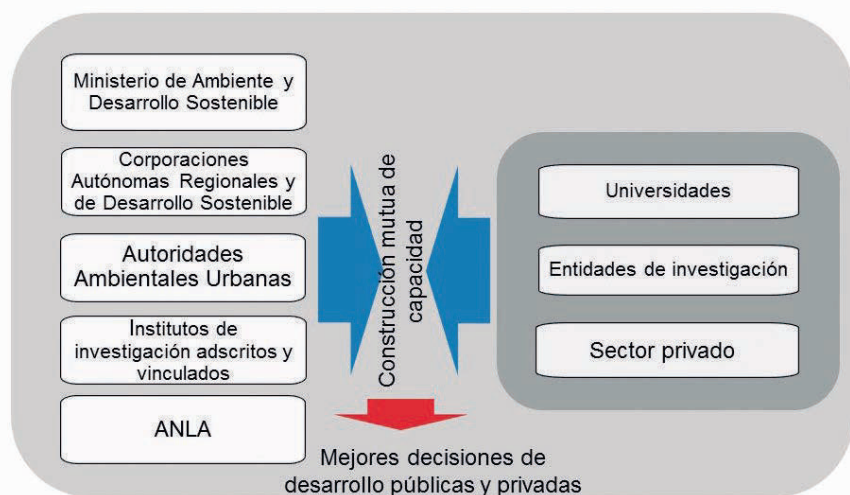 Ministerio de Ambiente y
Desarrollo Sostenible
Corporaciones
Autónomas Regionales y
de Desarrollo Sostenible
Autoridades
Ambientales Urbanas
Institutos de
investigación adscritos y
vinculados
ANLA
Construcción mutua de
capacidad
Universidades
Entidades de investigación
Sector privado
Mejores decisiones de
desarrollo públicas y privadas